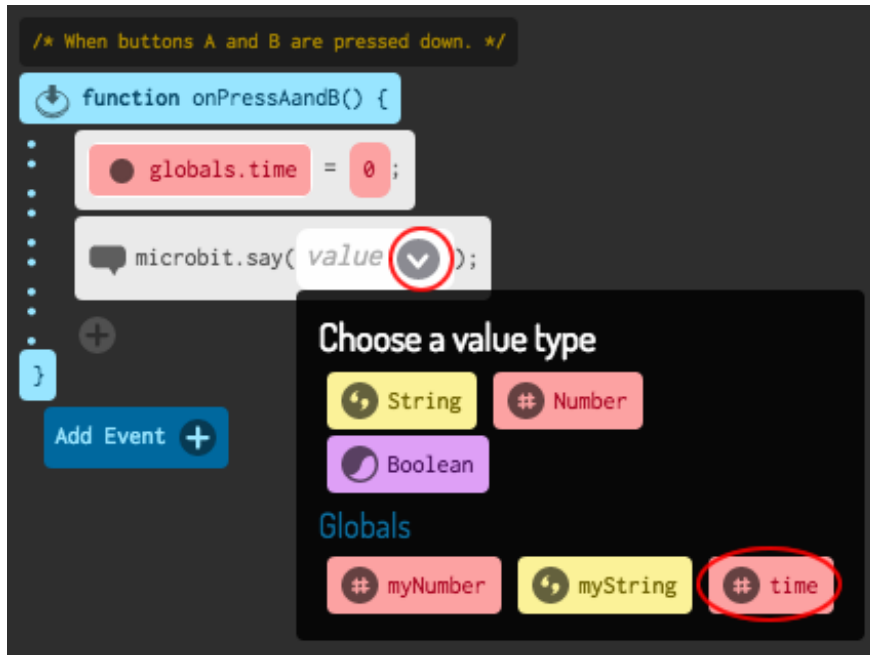 /* When buttons A and B are pressed down. */
function onPressAandB() {
globals.time = 0 ;
microbit.say( value );
Choose a value type
String # Number
}
Add Event +
Boolean
Globals
# myNumber myString # time